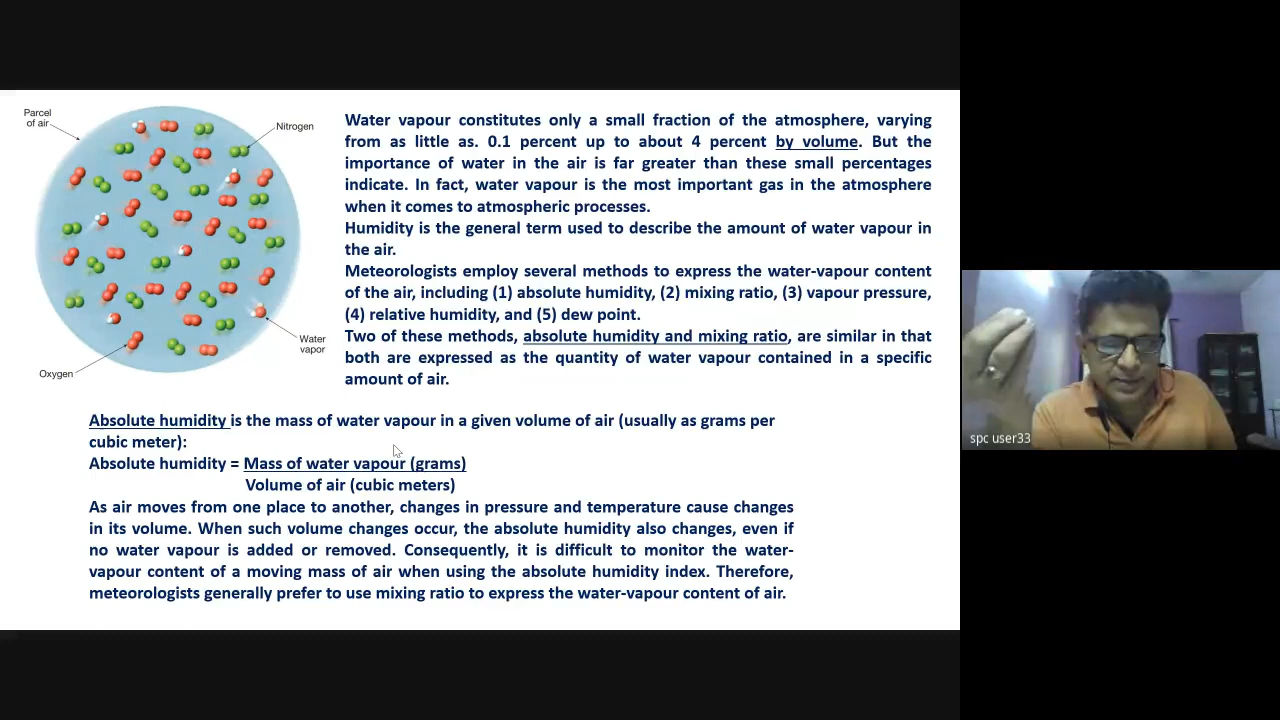 Parcel
of air
Nitrogen
Water
vapor
Oxygen
Water vapour constitutes only a small fraction of the atmosphere, varying
from as little as. 0.1 percent up to about 4 percent by volume. But the
importance of water in the air is far greater than these small percentages
indicate. In fact, water vapour is the most important gas in the atmosphere
when it comes to atmospheric processes.
Humidity is the general term used to describe the amount of water vapour in
the air.
Meteorologists employ several methods to express the water-vapour content
of the air, including (1) absolute humidity, (2) mixing ratio, (3) vapour pressure,
(4) relative humidity, and (5) dew point.
Two of these methods, absolute humidity and mixing ratio, are similar in that
both are expressed as the quantity of water vapour contained in a specific
amount of air.
Absolute humidity is the mass of water vapour in a given volume of air (usually as grams per
cubic meter):
Absolute humidity = Mass of water vapour (grams)
Volume of air (cubic meters)
As air moves from one place to another, changes in pressure and temperature cause changes
in its volume. When such volume changes occur, the absolute humidity also changes, even if
no water vapour is added or removed. Consequently, it is difficult to monitor the water-
vapour content of a moving mass of air when using the absolute humidity index. Therefore,
meteorologists generally prefer to use mixing ratio to express the water-vapour content of air.
spc user33